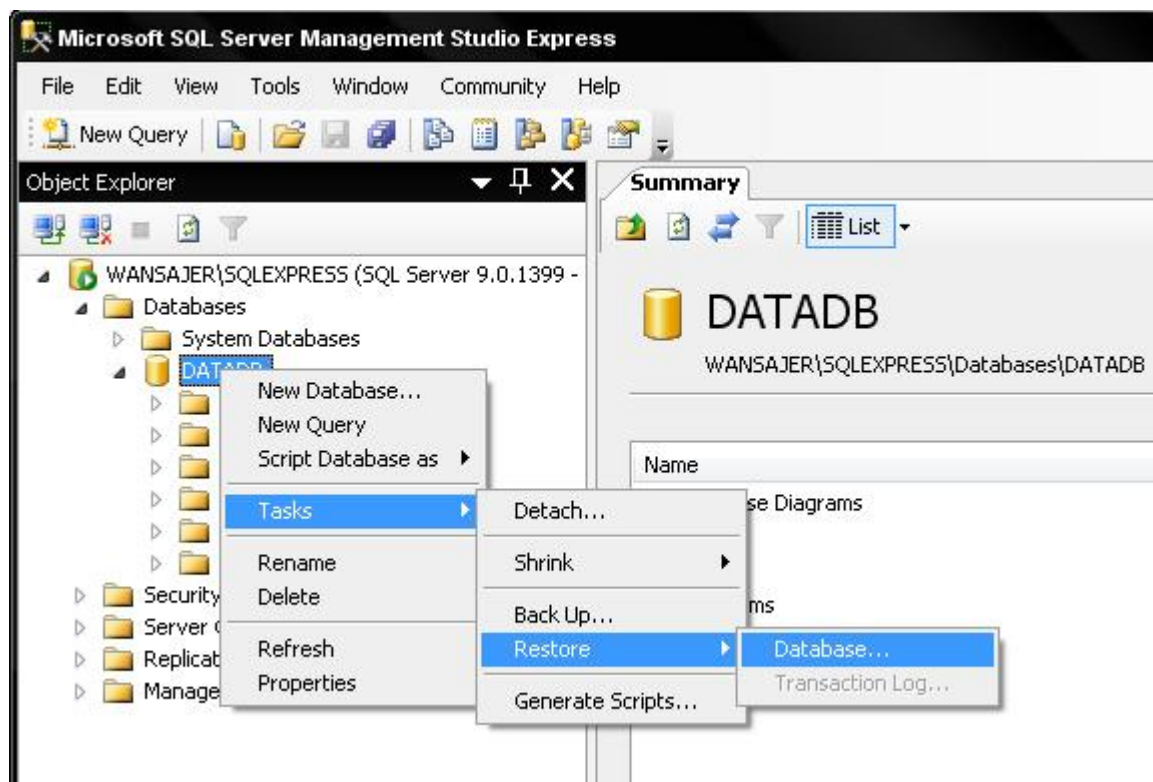 Microsoft SQL Server Management Studio Express
File Edit View Tools Window Community Help
New Query
Object Explorer
Summary
List
WANSAJER\SQLEXPRESS (SQL Server 9.0.1399 -
Databases
System Databases
DATADB
DATADB
WANSAJER\SQLEXPRESS\Databases\DATADB
New Database...
New Query
Script Database as
Tasks
Rename
Delete
Refresh
Properties
Detach...
Shrink
Back Up...
Restore
Generate Scripts...
Database...
Transaction Log...
Name
se Diagrams
ms
Security
Server
Replicat
Manage